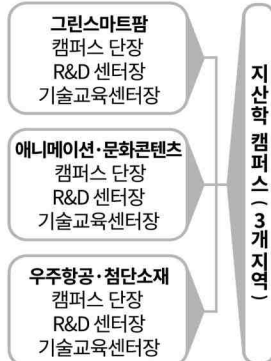 그린스마트팜
캠퍼스 단장
R&D 센터장
기술교육센터장
애니메이션·문화콘텐츠
캠퍼스 단장
R&D 센터장
기술교육센터장
우주항공·첨단소재
캠퍼스 단장
R&D 센터장
기술교육센터장
지산학 캠퍼스(3개 지역)